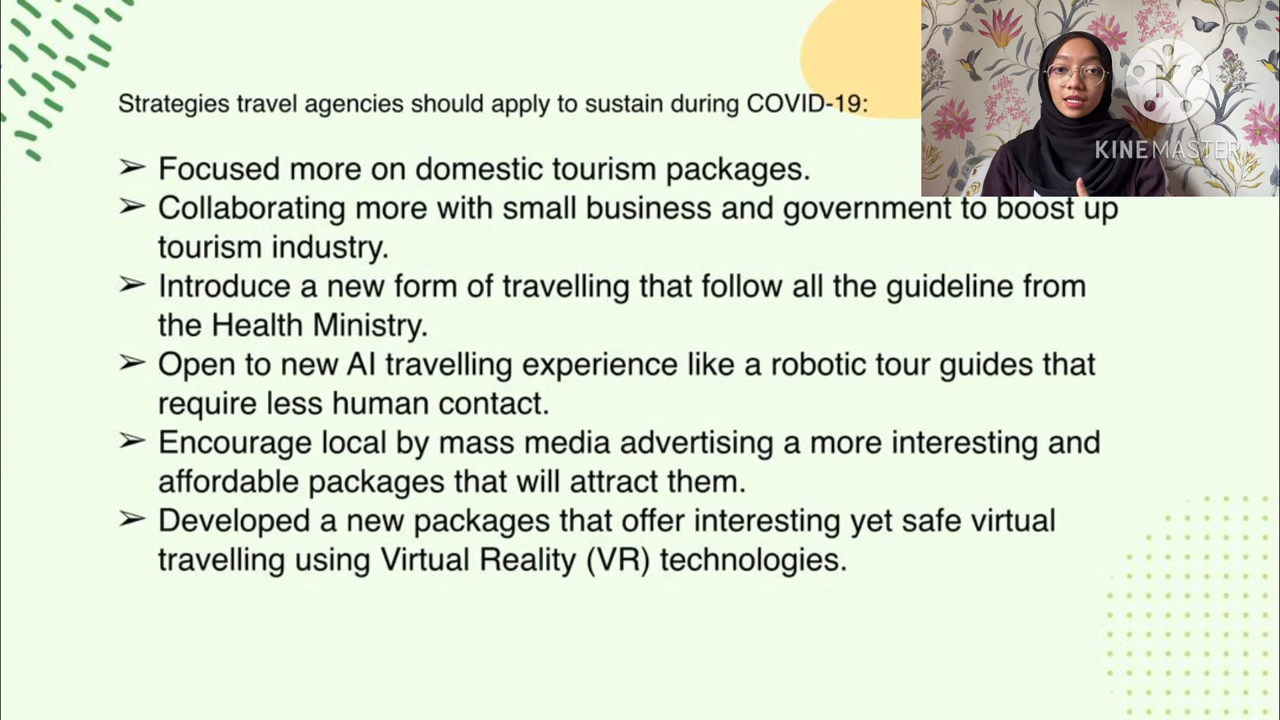 Strategies travel agencies should apply to sustain during COVID-19:
➢ Focused more on domestic tourism packages.
➢ Collaborating more with small business and government to boost up
tourism industry.
➢ Introduce a new form of travelling that follow all the guideline from
the Health Ministry.
➢ Open to new AI travelling experience like a robotic tour guides that
require less human contact.
➢ Encourage local by mass media advertising a more interesting and
affordable packages that will attract them.
➢ Developed a new packages that offer interesting yet safe virtual
travelling using Virtual Reality (VR) technologies.
K
KINEMASTER